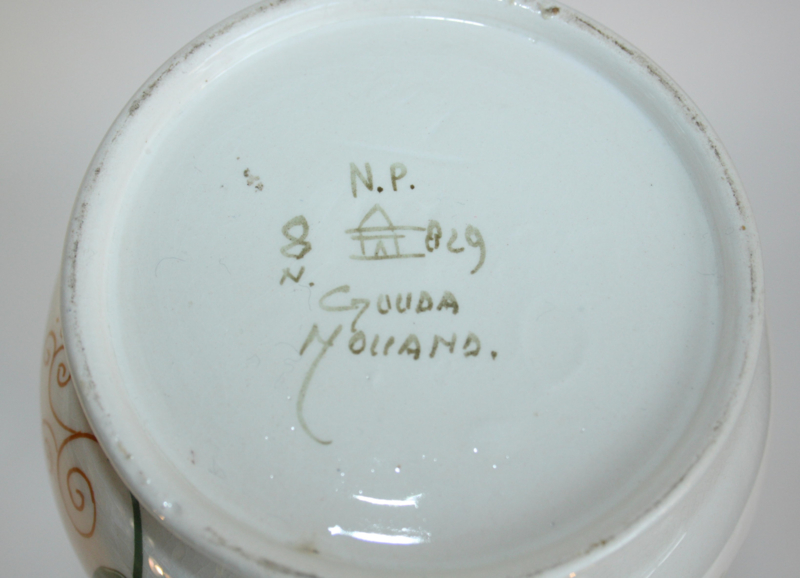 N.P.
8 829
N.
GOUDA
HOLLAND.